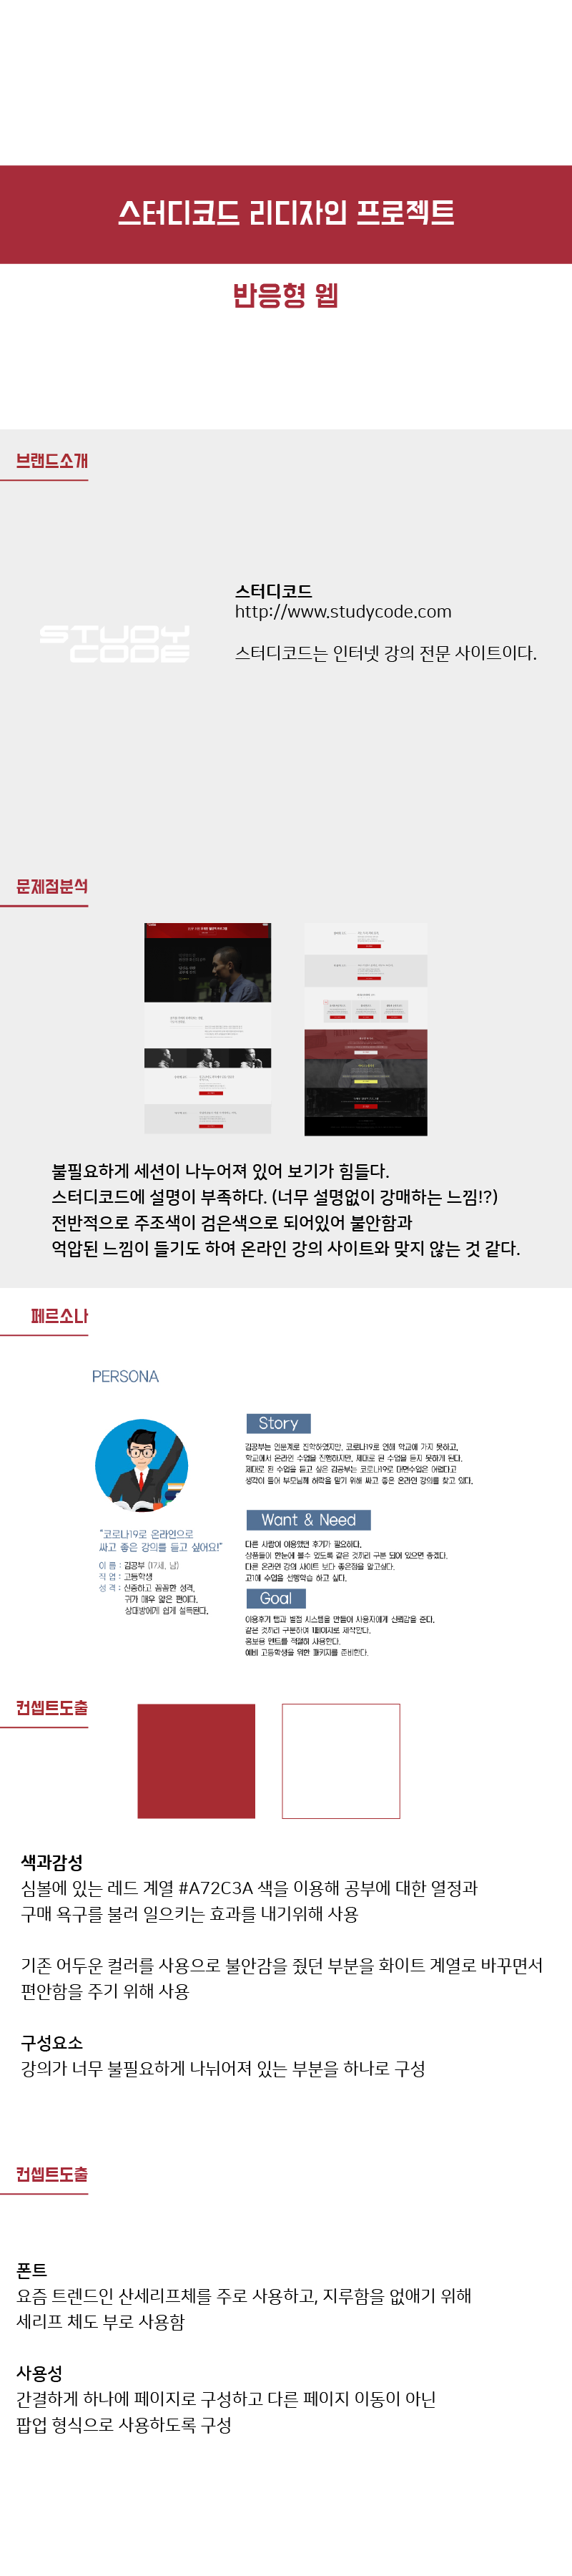 스터디코드 리디자인 프로젝트
반응형 웹
브랜드소개
STUDY
CODE
스터디코드
http://www.studycode.com
스터디코드는 인터넷 강의 전문 사이트이다.
문제점분석
불필요하게 세션이 나누어져 있어 보기가 힘들다.
스터디코드에 설명이 부족하다. (너무 설명없이 강매하는 느낌!?)
전반적으로 주조색이 검은색으로 되어있어 불안함과
억압된 느낌이 들기도 하여 온라인 강의 사이트와 맞지 않는 것 같다.
페르소나
PERSONA
"코로나19로 온라인으로
싸고 좋은 강의를 듣고 싶어요!"
이 름 : 김공부 (17세, 남)
직 업 : 고등학생
성 격 : 신중하고 꼼꼼한 성격,
귀가 매우 얇은 편이다.
상대방에게 쉽게 설득된다.
Story
김공부는 인문계로 진학하였지만, 코로나19로 인해 학교에 가지 못하고,
학교에서 온라인 수업을 진행하지만, 제대로 된 수업을 듣지 못하게 된다.
제대로 된 수업을 듣고 싶은 김공부는 코로나19로 대면수업은 어렵다고
생각이 들어 부모님께 허락을 맡기 위해 싸고 좋은 온라인 강의를 찾고 있다.
Want & Need
다른 사람이 이용했던 후기가 필요하다.
상품들이 한눈에 볼수 있도록 같은 것끼리 구분 되어 있으면 좋겠다.
다른 온라인 강의 사이트 보다 좋은점을 알고싶다.
고1에 수업을 선행학습 하고 싶다.
Goal
이용후기 탭과 별점 시스템을 만들어 사용자에게 신뢰감을 준다.
같은 것끼리 구분하여 1페이지로 제작한다.
홍보용 멘트를 적절히 사용한다.
예비 고등학생을 위한 패키지를 준비한다.
컨셉트도출
색과감성
심볼에 있는 레드 계열 #A72C3A 색을 이용해 공부에 대한 열정과
구매 욕구를 불러 일으키는 효과를 내기위해 사용
기존 어두운 컬러를 사용으로 불안감을 줬던 부분을 화이트 계열로 바꾸면서
편안함을 주기 위해 사용
구성요소
강의가 너무 불필요하게 나뉘어져 있는 부분을 하나로 구성
컨셉트도출
폰트
요즘 트렌드인 산세리프체를 주로 사용하고, 지루함을 없애기 위해
세리프 체도 부로 사용함
사용성
간결하게 하나에 페이지로 구성하고 다른 페이지 이동이 아닌
팝업 형식으로 사용하도록 구성